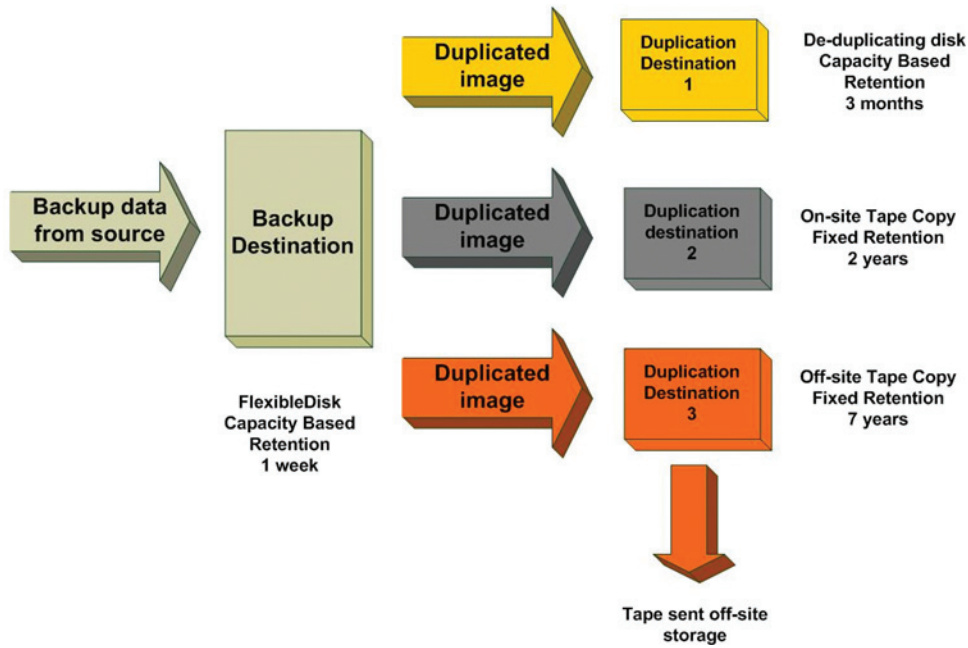 Backup data
from source
Backup
Destination
FlexibleDisk
Capacity Based
Retention
1 week
Duplicated
image
Duplication
Destination
1
De-duplicating disk
Capacity Based
Retention
3 months
Duplicated
image
Duplication
destination
2
On-site Tape Copy
Fixed Retention
2 years
Duplicated
image
Duplication
Destination
3
Off-site Tape Copy
Fixed Retention
7 years
Tape sent off-site
storage